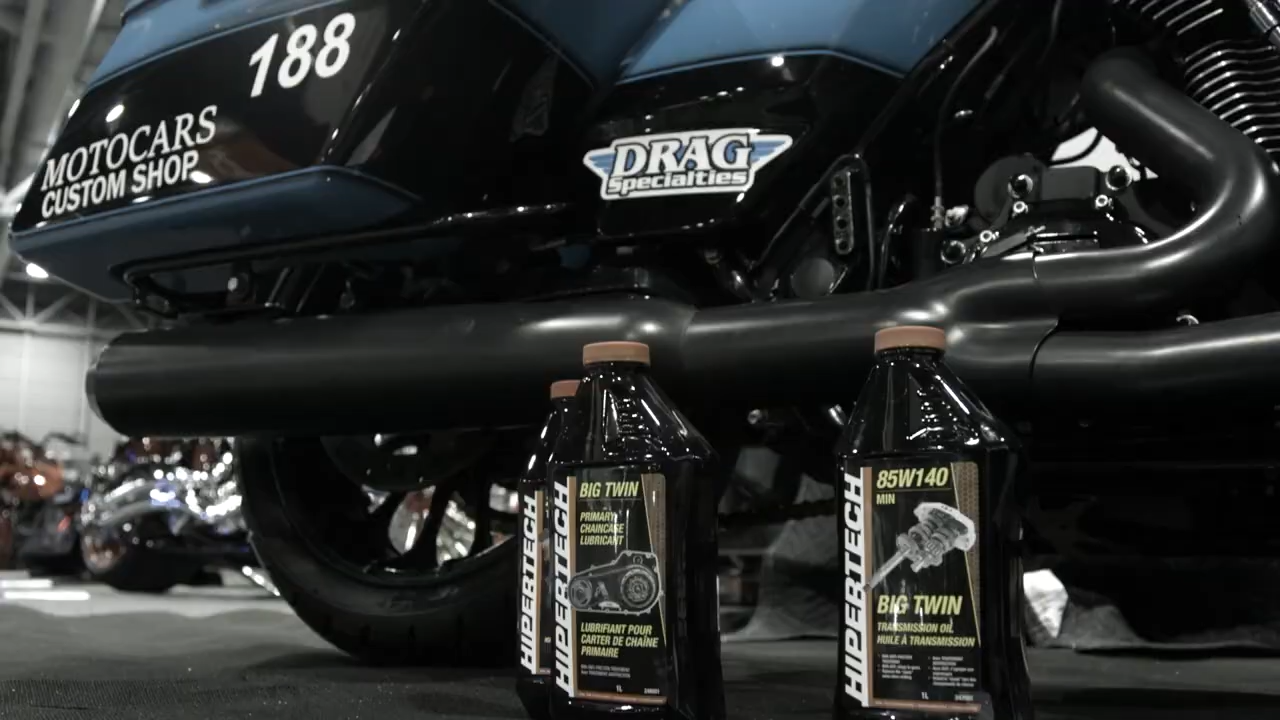 188
MOTOCARS
CUSTOM SHOP
DRAG
Specialties
HIPERTECH
HIPERTECH
BIG TWIN
PRIMARY
CHAINCASE
LUBRICANT
LUBRIFIANT POUR
CARTER DE CHAÎNE
PRIMAIRE
1L
HIPERTECH
85W140
MIN
BIG TWIN
TRANSMISSION OIL
HUILE À TRANSMISSION
1L